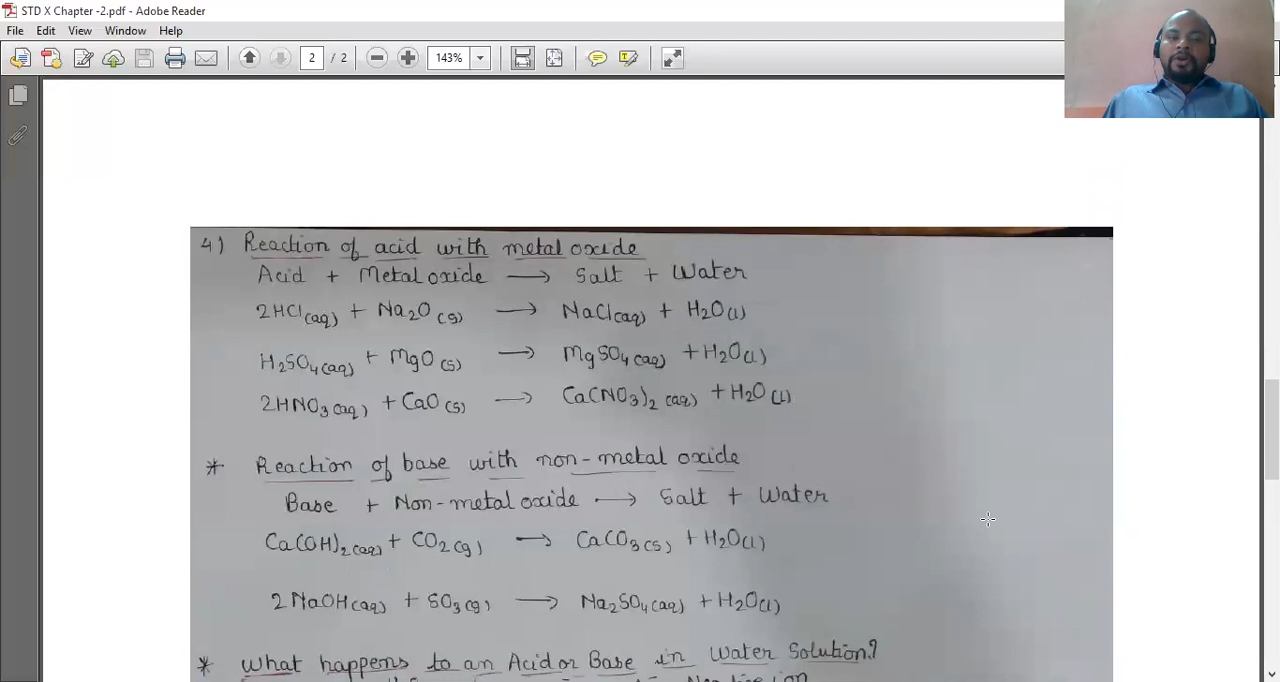 STD X Chapter -2.pdf - Adobe Reader
File Edit View Window Help
2 / 2 143%
4) Reaction of acid with metal oxide
Acid + Metal oxide → Salt + Water
2HCl(aq) + Na2O(s) → NaCl(aq) + H2O(l)
H2SO4(aq) + MgO(s) → MgSO4(aq) + H2O(l)
2HNO3(aq) + CaO(s) → Ca(NO3)2(aq) + H2O(l)
* Reaction of base with non-metal oxide
Base + Non-metal oxide → Salt + Water
Ca(OH)2(aq) + CO2(g) → CaCO3(s) + H2O(l)
2NaOH(aq) + SO3(g) → Na2SO4(aq) + H2O(l)
* What happens to an Acid or Base in Water Solution?